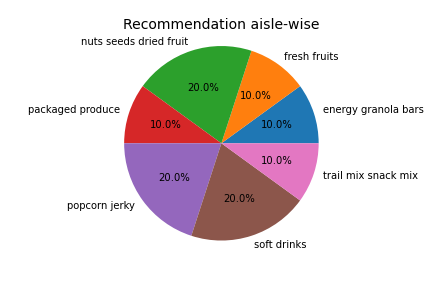 Recommendation aisle-wise
nuts seeds dried fruit
fresh fruits
20.0%
10.0%
packaged produce
energy granola bars
10.0%
10.0%
10.0%
trail mix snack mix
20.0%
20.0%
popcorn jerky
soft drinks